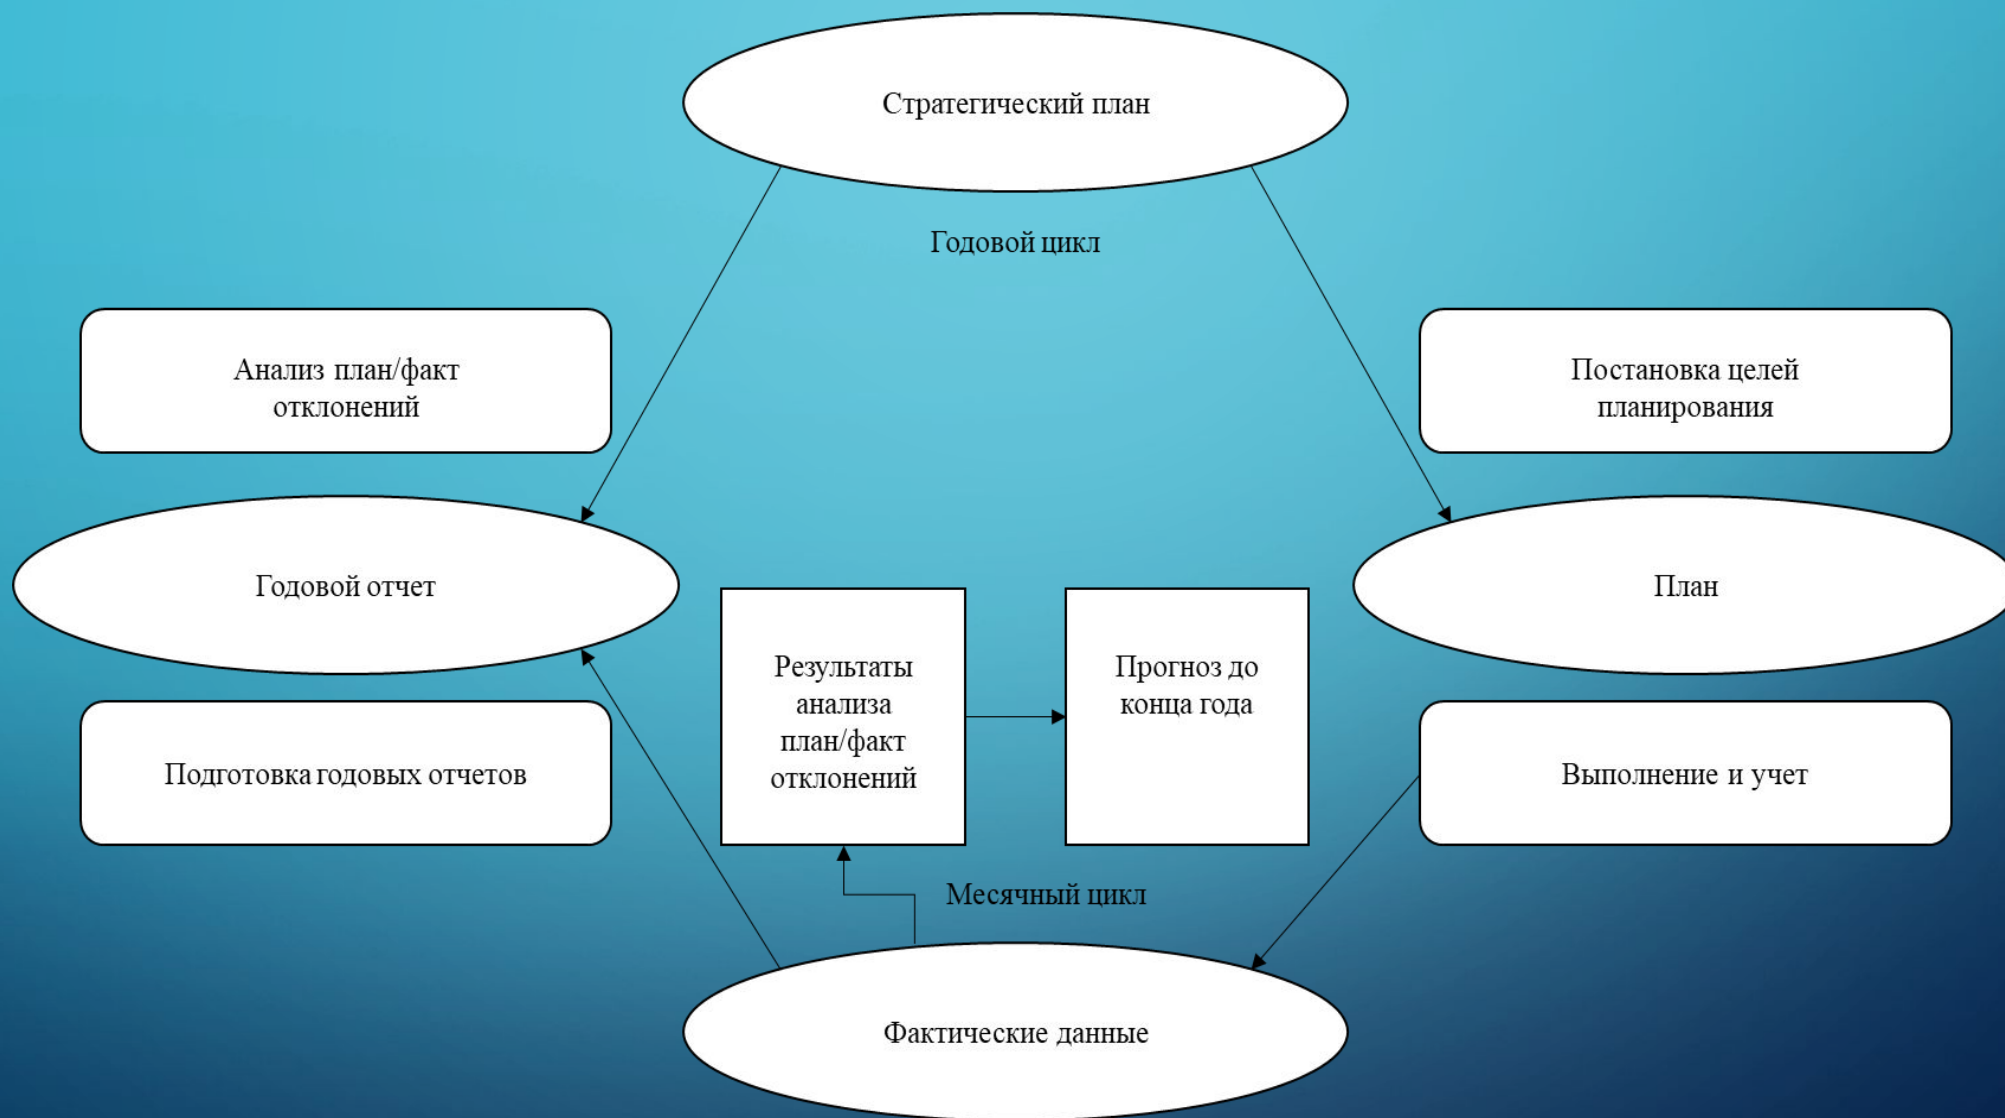 Стратегический план
Годовой цикл
Анализ план/факт
отклонений
Постановка целей
планирования
Годовой отчет
План
Результаты
анализа
план/факт
отклонений
Прогноз до
конца года
Подготовка годовых отчетов
Выполнение и учет
Месячный цикл
Фактические данные